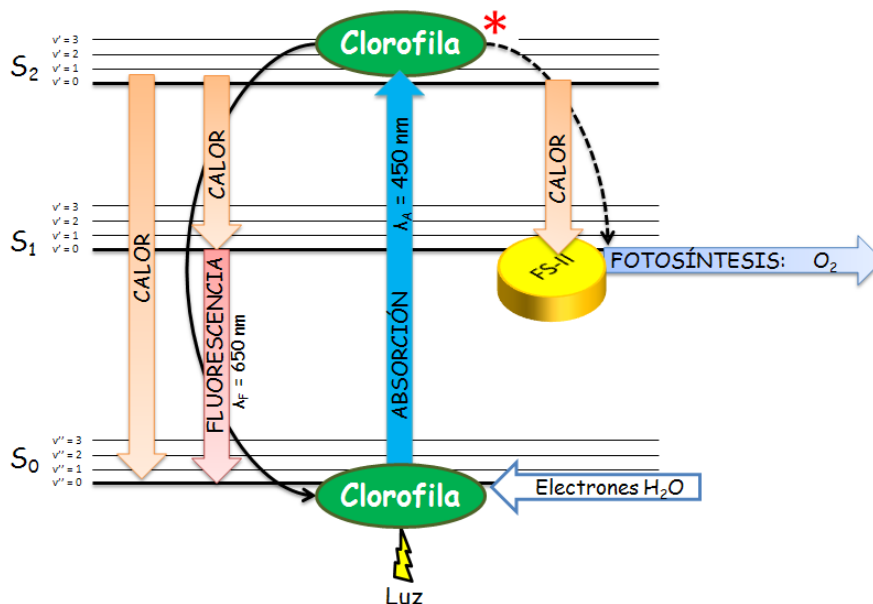 Clorofila *
S2
v' = 3
v' = 2
v' = 1
v' = 0
CALOR
CALOR
CALOR
λA = 450 nm
ABSORCIÓN
S1
v' = 3
v' = 2
v' = 1
v' = 0
FS-II
FOTOSÍNTESIS: O2
FLUORESCENCIA
λF = 650 nm
S0
v'' = 3
v'' = 2
v'' = 1
v'' = 0
Clorofila
Electrones H2O
Luz